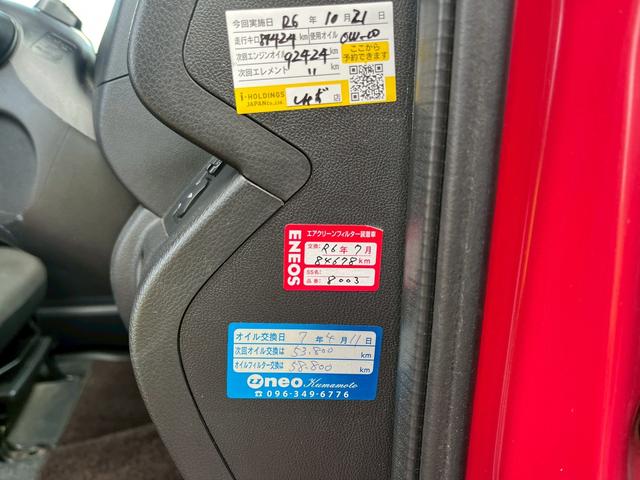 今回実施日 R6 年 10 月 21 日
走行キロ 87424 km 使用オイル 0W-20
次回エンジンオイル 92424 km
次回エレメント 〃 km
ここから
予約できます
i-HOLDINGS
JAPAN Co.,Ltd. 店
ENEOS
エアクリーンフィルター装着車
交換: R6 年 7 月
84678 km
SS名:
品番: 8003
オイル交換日 7 年 4 月 11 日
次回オイル交換は 53.800 km
オイルフィルター交換は 58.800 km
neo Kumamoto
☎096-349-6776